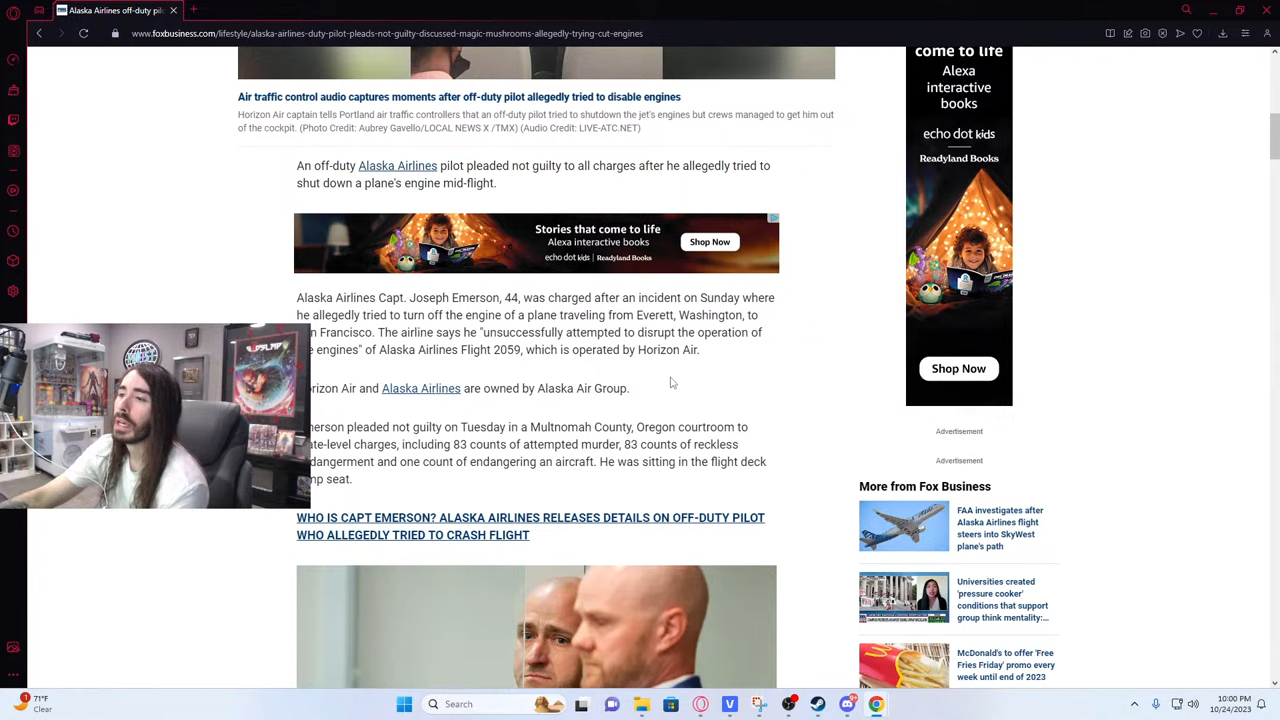 Alaska Airlines pilot who dis
www.foxbusiness.com/lifestyle/alaska-airlines-duty-pilot-pleads-not-guilty-discussed-magic-mushrooms-allegedly-trying-cut-engines
Air traffic control audio captures moments after off-duty pilot allegedly tried to disable engines
Horizon Air captain tells Portland air traffic controllers that an off-duty pilot tried to shutdown the jet's engines but crews managed to get him out
of the cockpit. (Photo Credit: Aubrey Gavello/LOCAL NEWS X /TMX) (Audio Credit: LIVE-ATC.NET)
An off-duty Alaska Airlines pilot pleaded not guilty to all charges after he allegedly tried to
shut down a plane's engine mid-flight.
Stories that come to life
Alexa interactive books
echo dot kids | Readyland Books
Shop Now
Alaska Airlines Capt. Joseph Emerson, 44, was charged after an incident on Sunday where
he allegedly tried to turn off the engine of a plane traveling from Everett, Washington, to
n Francisco. The airline says he "unsuccessfully attempted to disrupt the operation of
e engines" of Alaska Airlines Flight 2059, which is operated by Horizon Air.
orizon Air and Alaska Airlines are owned by Alaska Air Group.
erson pleaded not guilty on Tuesday in a Multnomah County, Oregon courtroom to
ate-level charges, including 83 counts of attempted murder, 83 counts of reckless
dangerment and one count of endangering an aircraft. He was sitting in the flight deck
mp seat.
WHO IS CAPT EMERSON? ALASKA AIRLINES RELEASES DETAILS ON OFF-DUTY PILOT
WHO ALLEGEDLY TRIED TO CRASH FLIGHT
come to life
Alexa
interactive
books
echo dot kids
Readyland Books
Shop Now
Advertisement
Advertisement
More from Fox Business
FAA investigates after
Alaska Airlines flight
steers into SkyWest
plane's path
Universities created
'pressure cooker'
conditions that support
group think mentality:...
McDonald's to offer 'Free
Fries Friday' promo every
week until end of 2023
1
71°F
Clear
Search
10:00 PM
10/24/2023